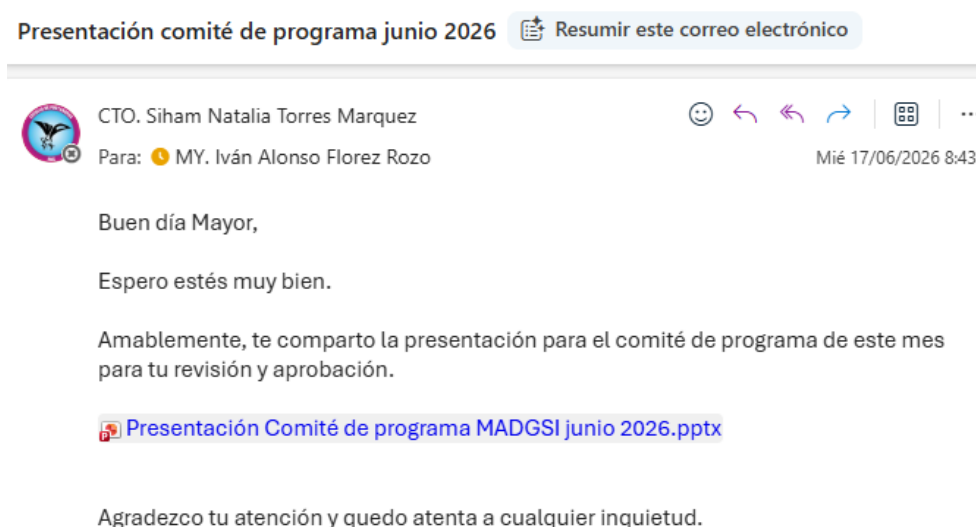 Presentación comité de programa junio 2026 Resumir este correo electrónico
CTO. Siham Natalia Torres Marquez
Para: MY. Iván Alonso Florez Rozo Mié 17/06/2026 8:43
Buen día Mayor,
Espero estés muy bien.
Amablemente, te comparto la presentación para el comité de programa de este mes
para tu revisión y aprobación.
Presentación Comité de programa MADGSI junio 2026.pptx
Agradezco tu atención y quedo atenta a cualquier inquietud.